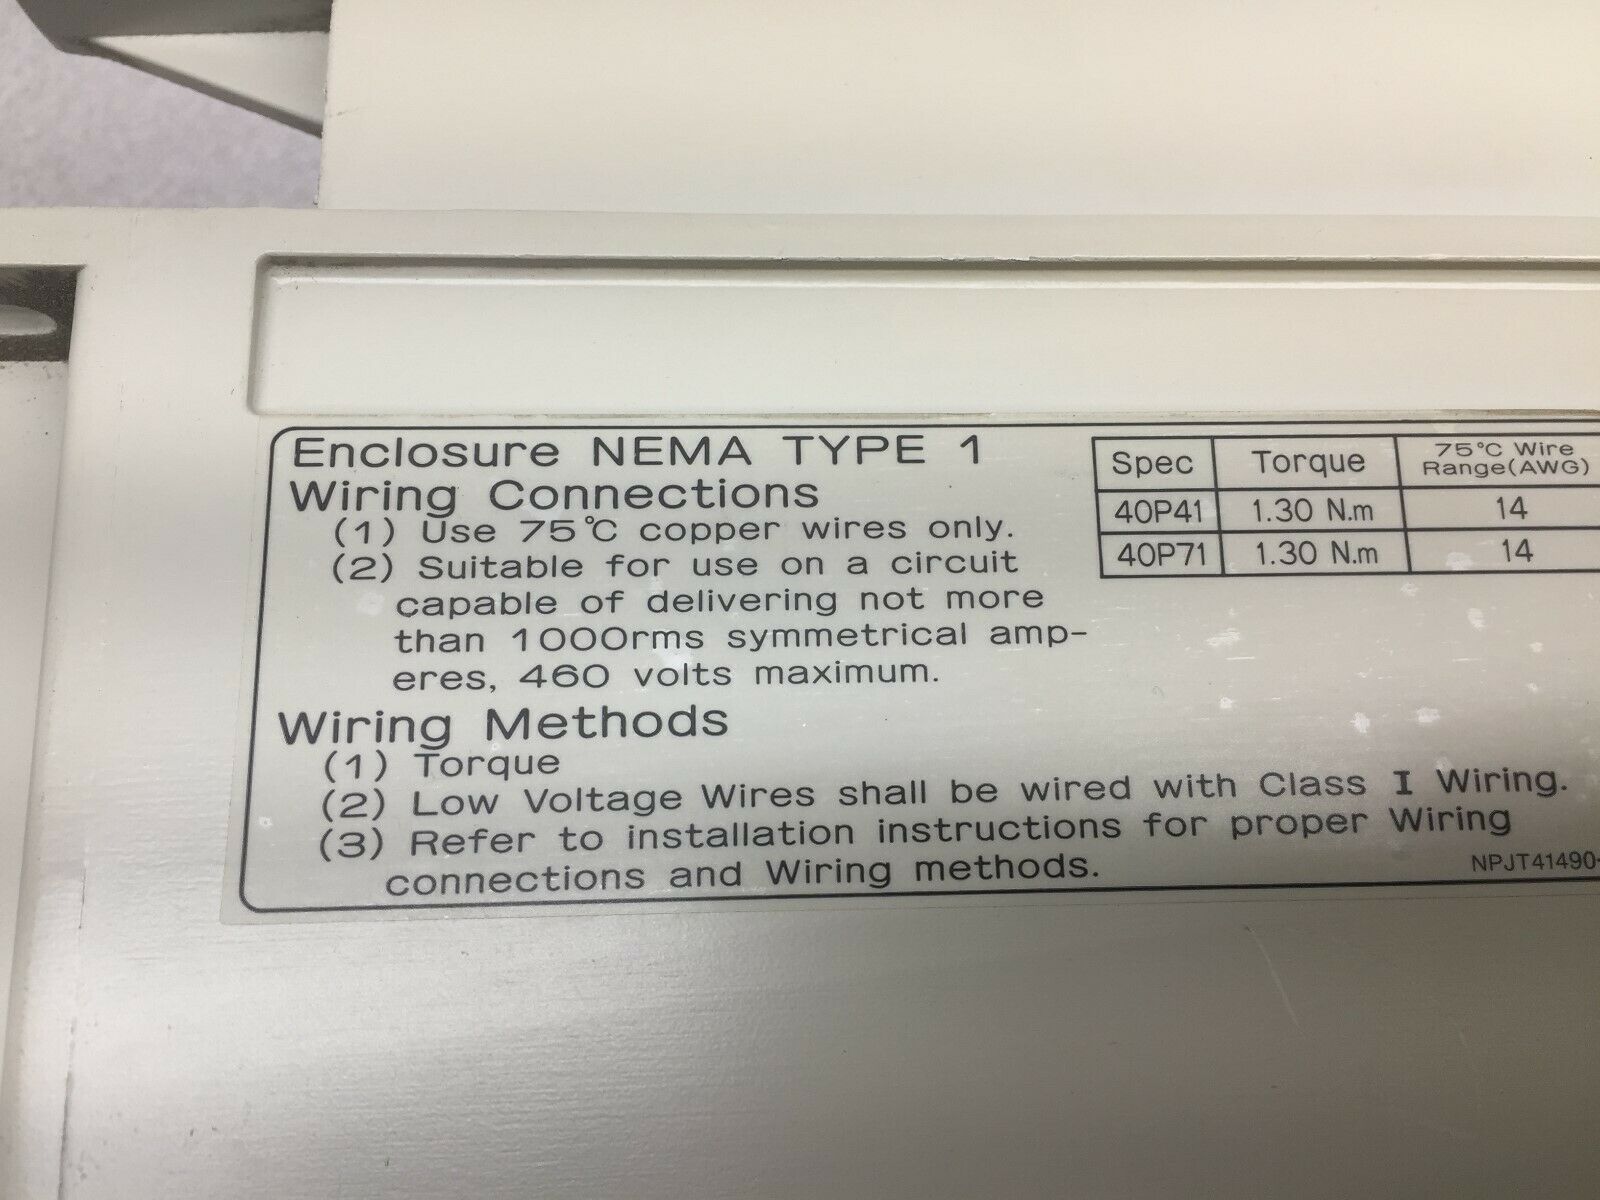 Enclosure NEMA TYPE 1
Wiring Connections
(1) Use 75℃ copper wires only.
(2) Suitable for use on a circuit
capable of delivering not more
than 1000rms symmetrical amp-
eres, 460 volts maximum.
Wiring Methods
(1) Torque
(2) Low Voltage Wires shall be wired with Class I Wiring.
(3) Refer to installation instructions for proper Wiring
connections and Wiring methods.
Spec Torque 75℃ Wire
Range(AWG)
40P41 1.30 N.m 14
40P71 1.30 N.m 14
NPJT41490-